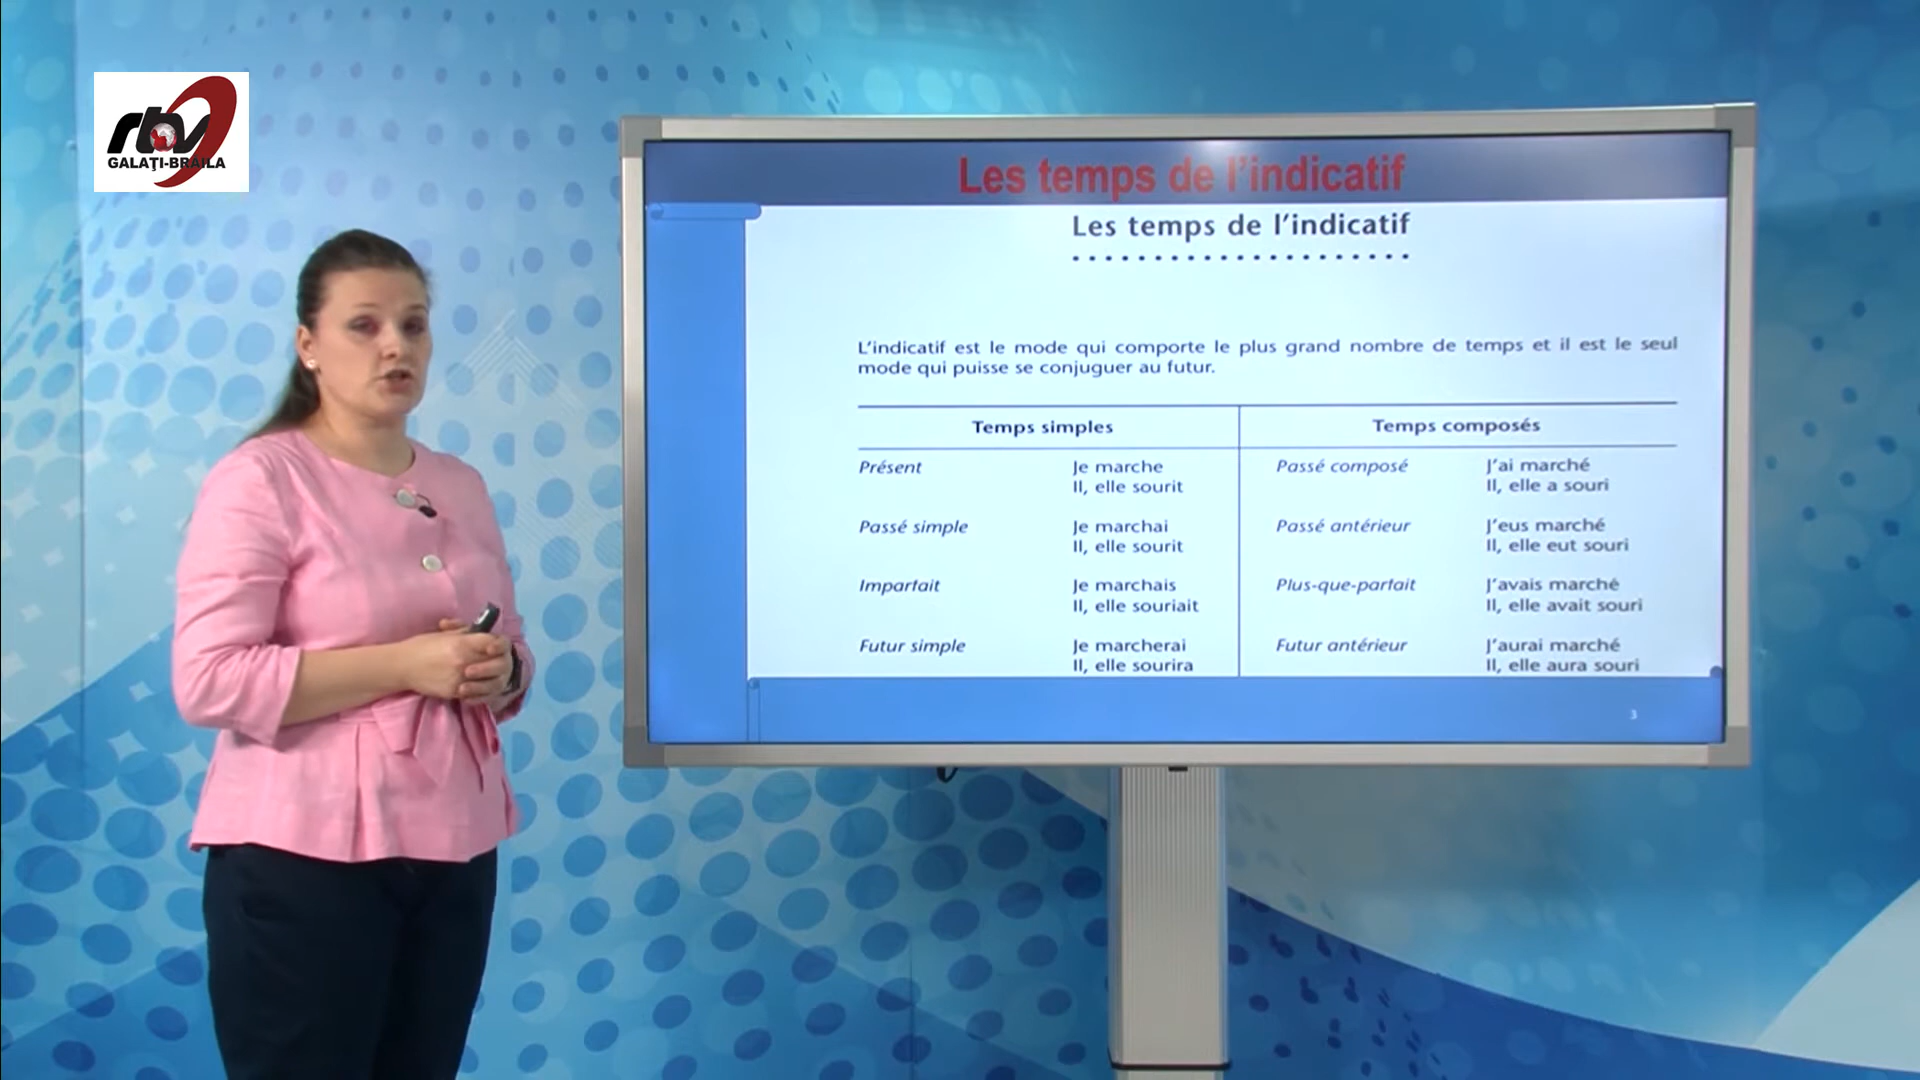 rtv
GALAŢI-BRAILA
Les temps de l'indicatif
Les temps de l'indicatif
L'indicatif est le mode qui comporte le plus grand nombre de temps et il est le seul
mode qui puisse se conjuguer au futur.
Temps simples Temps composés
Présent Je marche Passé composé J'ai marché
Il, elle sourit Il, elle a souri
Passé simple Je marchai Passé antérieur J'eus marché
Il, elle sourit Il, elle eut souri
Imparfait Je marchais Plus-que-parfait J'avais marché
Il, elle souriait Il, elle avait souri
Futur simple Je marcherai Futur antérieur J'aurai marché
Il, elle sourira Il, elle aura souri
3